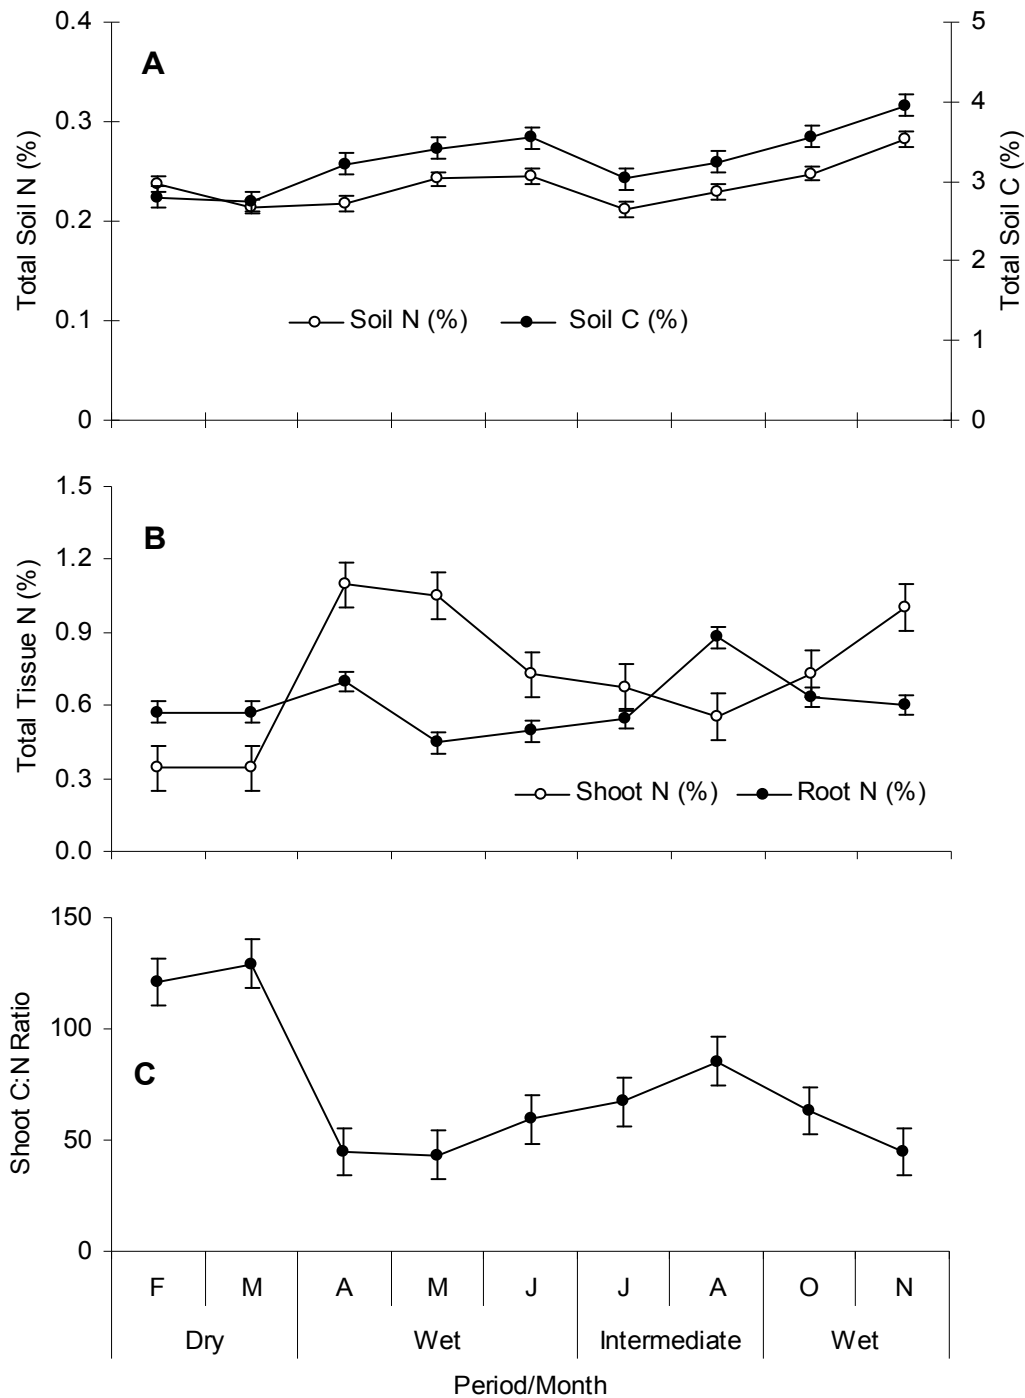 A
Total Soil N (%)
0.4
0.3
0.2
0.1
0
Total Soil C (%)
5
4
3
2
1
0
Soil N (%) Soil C (%)
B
Total Tissue N (%)
1.5
1.2
0.9
0.6
0.3
0.0
Shoot N (%) Root N (%)
C
Shoot C:N Ratio
150
100
50
0
F M A M J J A O N
Dry Wet Intermediate Wet
Period/Month